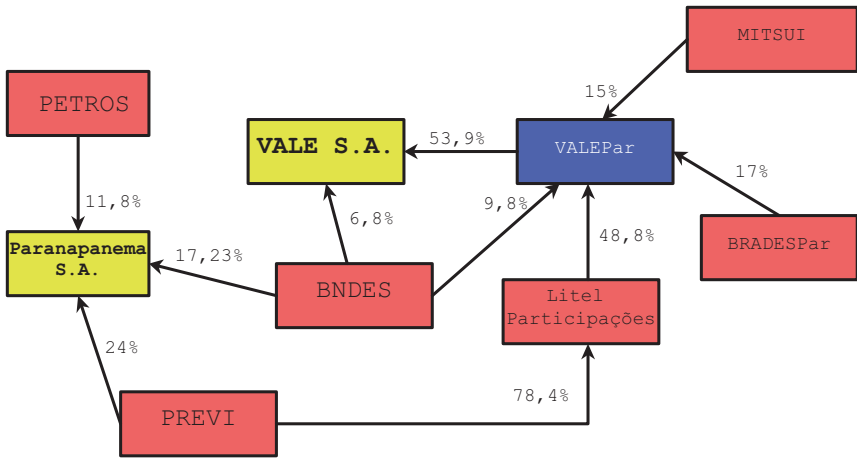 MITSUI
PETROS
15%
VALE S.A.
53,9%
VALEPar
17%
11,8%
6,8%
9,8%
Paranapanema
S.A.
17,23%
48,8%
BRADESPar
BNDES
Litel
Participações
24%
PREVI
78,4%